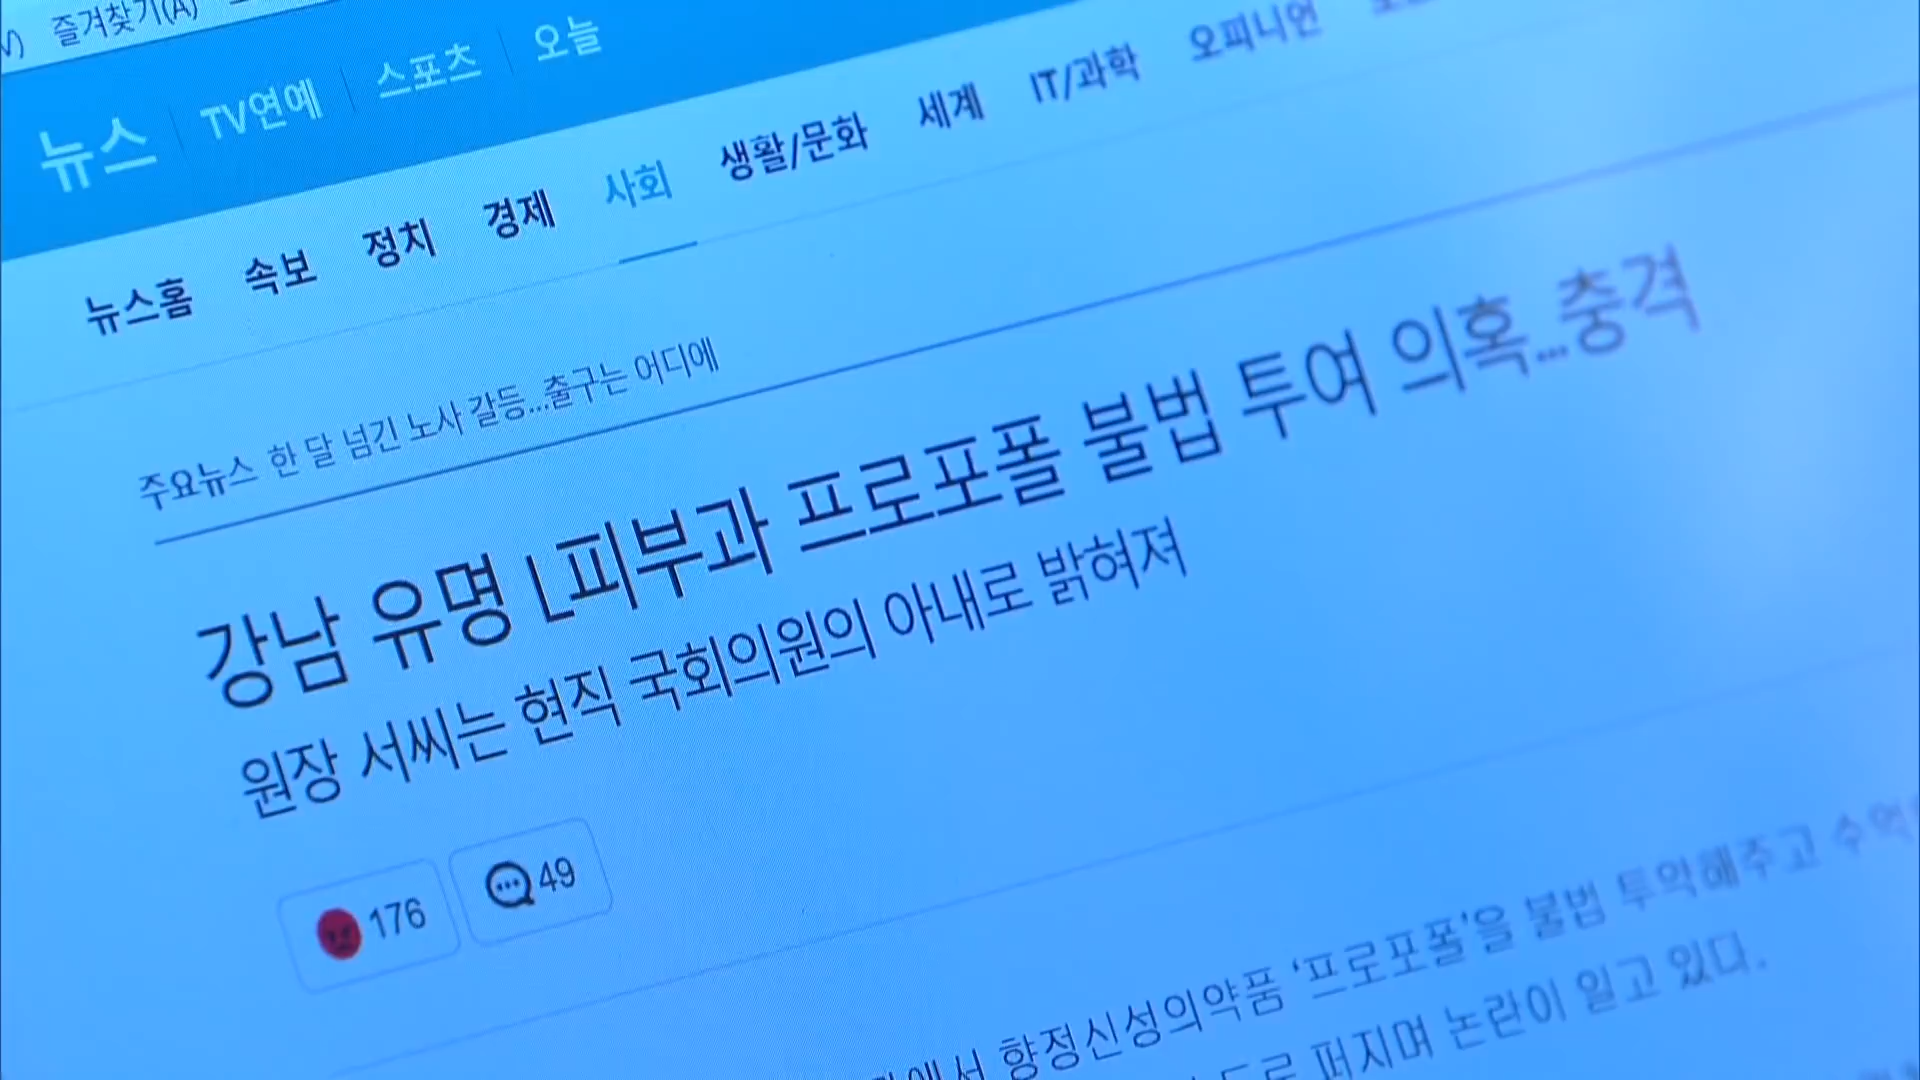 즐겨찾기(A)
뉴스 TV연예 스포츠 오늘
뉴스홈 속보 정치 경제 사회 생활/문화 세계 IT/과학 오피니언
주요뉴스 한 달 넘긴 노사 갈등...출구는 어디에
강남 유명 L피부과 프로포폴 불법 투여 의혹...충격
원장 서씨는 현직 국회의원의 아내로 밝혀져
176 49
향정신성의약품 '프로포폴'을 불법 투약해주고
퍼지며 논란이 일고 있다.